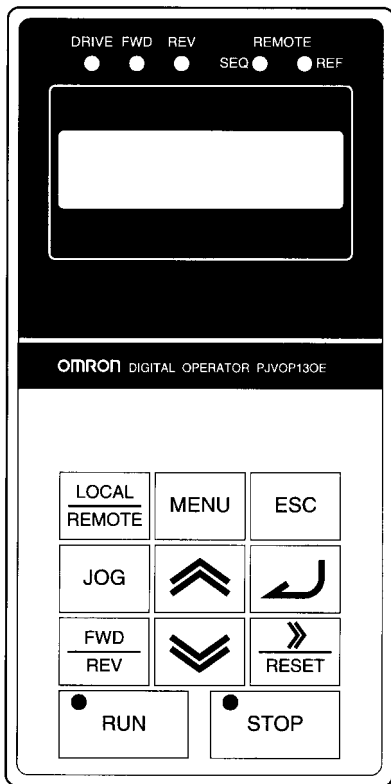 DRIVE FWD REV REMOTE
SEQ REF
OMRON DIGITAL OPERATOR PJVOP130E
LOCAL MENU ESC
REMOTE
JOG
FWD
REV RESET
RUN STOP